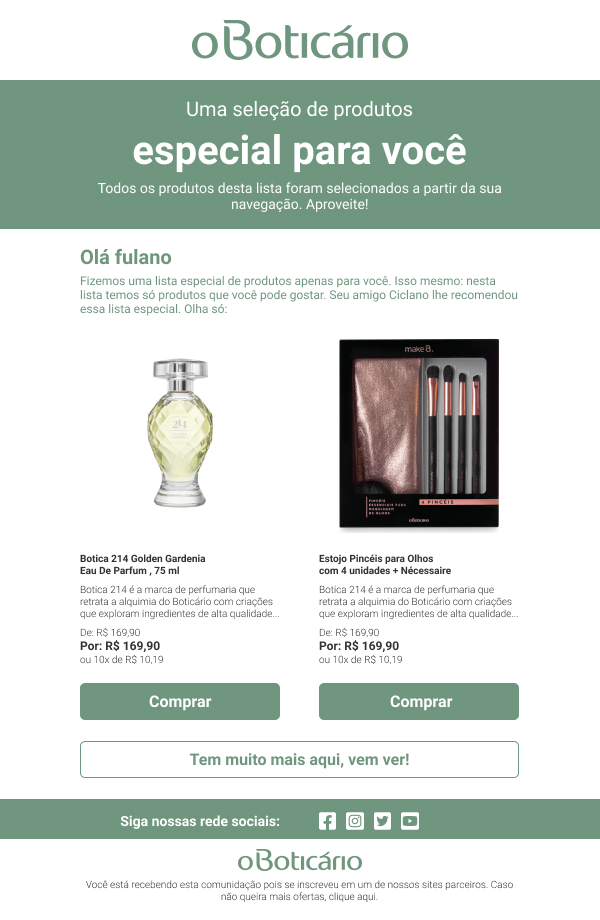 oBoticário
Uma seleção de produtos
especial para você
Todos os produtos desta lista foram selecionados a partir da sua
navegação. Aproveite!
Olá fulano
Fizemos uma lista especial de produtos apenas para você. Isso mesmo: nesta
lista temos só produtos que você pode gostar. Seu amigo Ciclano lhe recomendou
essa lista especial. Olha só:
214
make B.
4 PINCÉIS
PINCÉIS
ESSENCIAIS PARA
MAQUIAGEM
DE OLHOS
oBoticário
Botica 214 Golden Gardenia
Eau De Parfum , 75 ml
Botica 214 é a marca de perfumaria que
retrata a alquimia do Boticário com criações
que exploram ingredientes de alta qualidade...
De: R$ 169,90
Por: R$ 169,90
ou 10x de R$ 10,19
Comprar
Estojo Pincéis para Olhos
com 4 unidades + Nécessaire
Botica 214 é a marca de perfumaria que
retrata a alquimia do Boticário com criações
que exploram ingredientes de alta qualidade...
De: R$ 169,90
Por: R$ 169,90
ou 10x de R$ 10,19
Comprar
Tem muito mais aqui, vem ver!
Siga nossas rede sociais:
oBoticário
Você está recebendo esta comunidação pois se inscreveu em um de nossos sites parceiros. Caso
não queira mais ofertas, clique aqui.